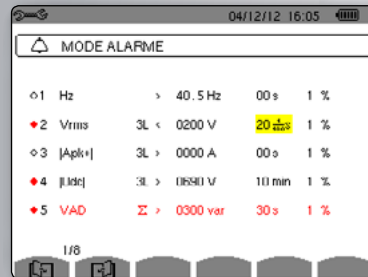 04/12/12 16:05
MODE ALARME
1 Hz > 40.5 Hz 00 s 1 %
2 Vrms 3L < 0200 V 20 s 1 %
3 |Apk+| 3L > 0000 A 00 s 1 %
4 |Udc| 3L > 0690 V 10 min 1 %
5 VAD Σ > 0300 var 30 s 1 %
1/8